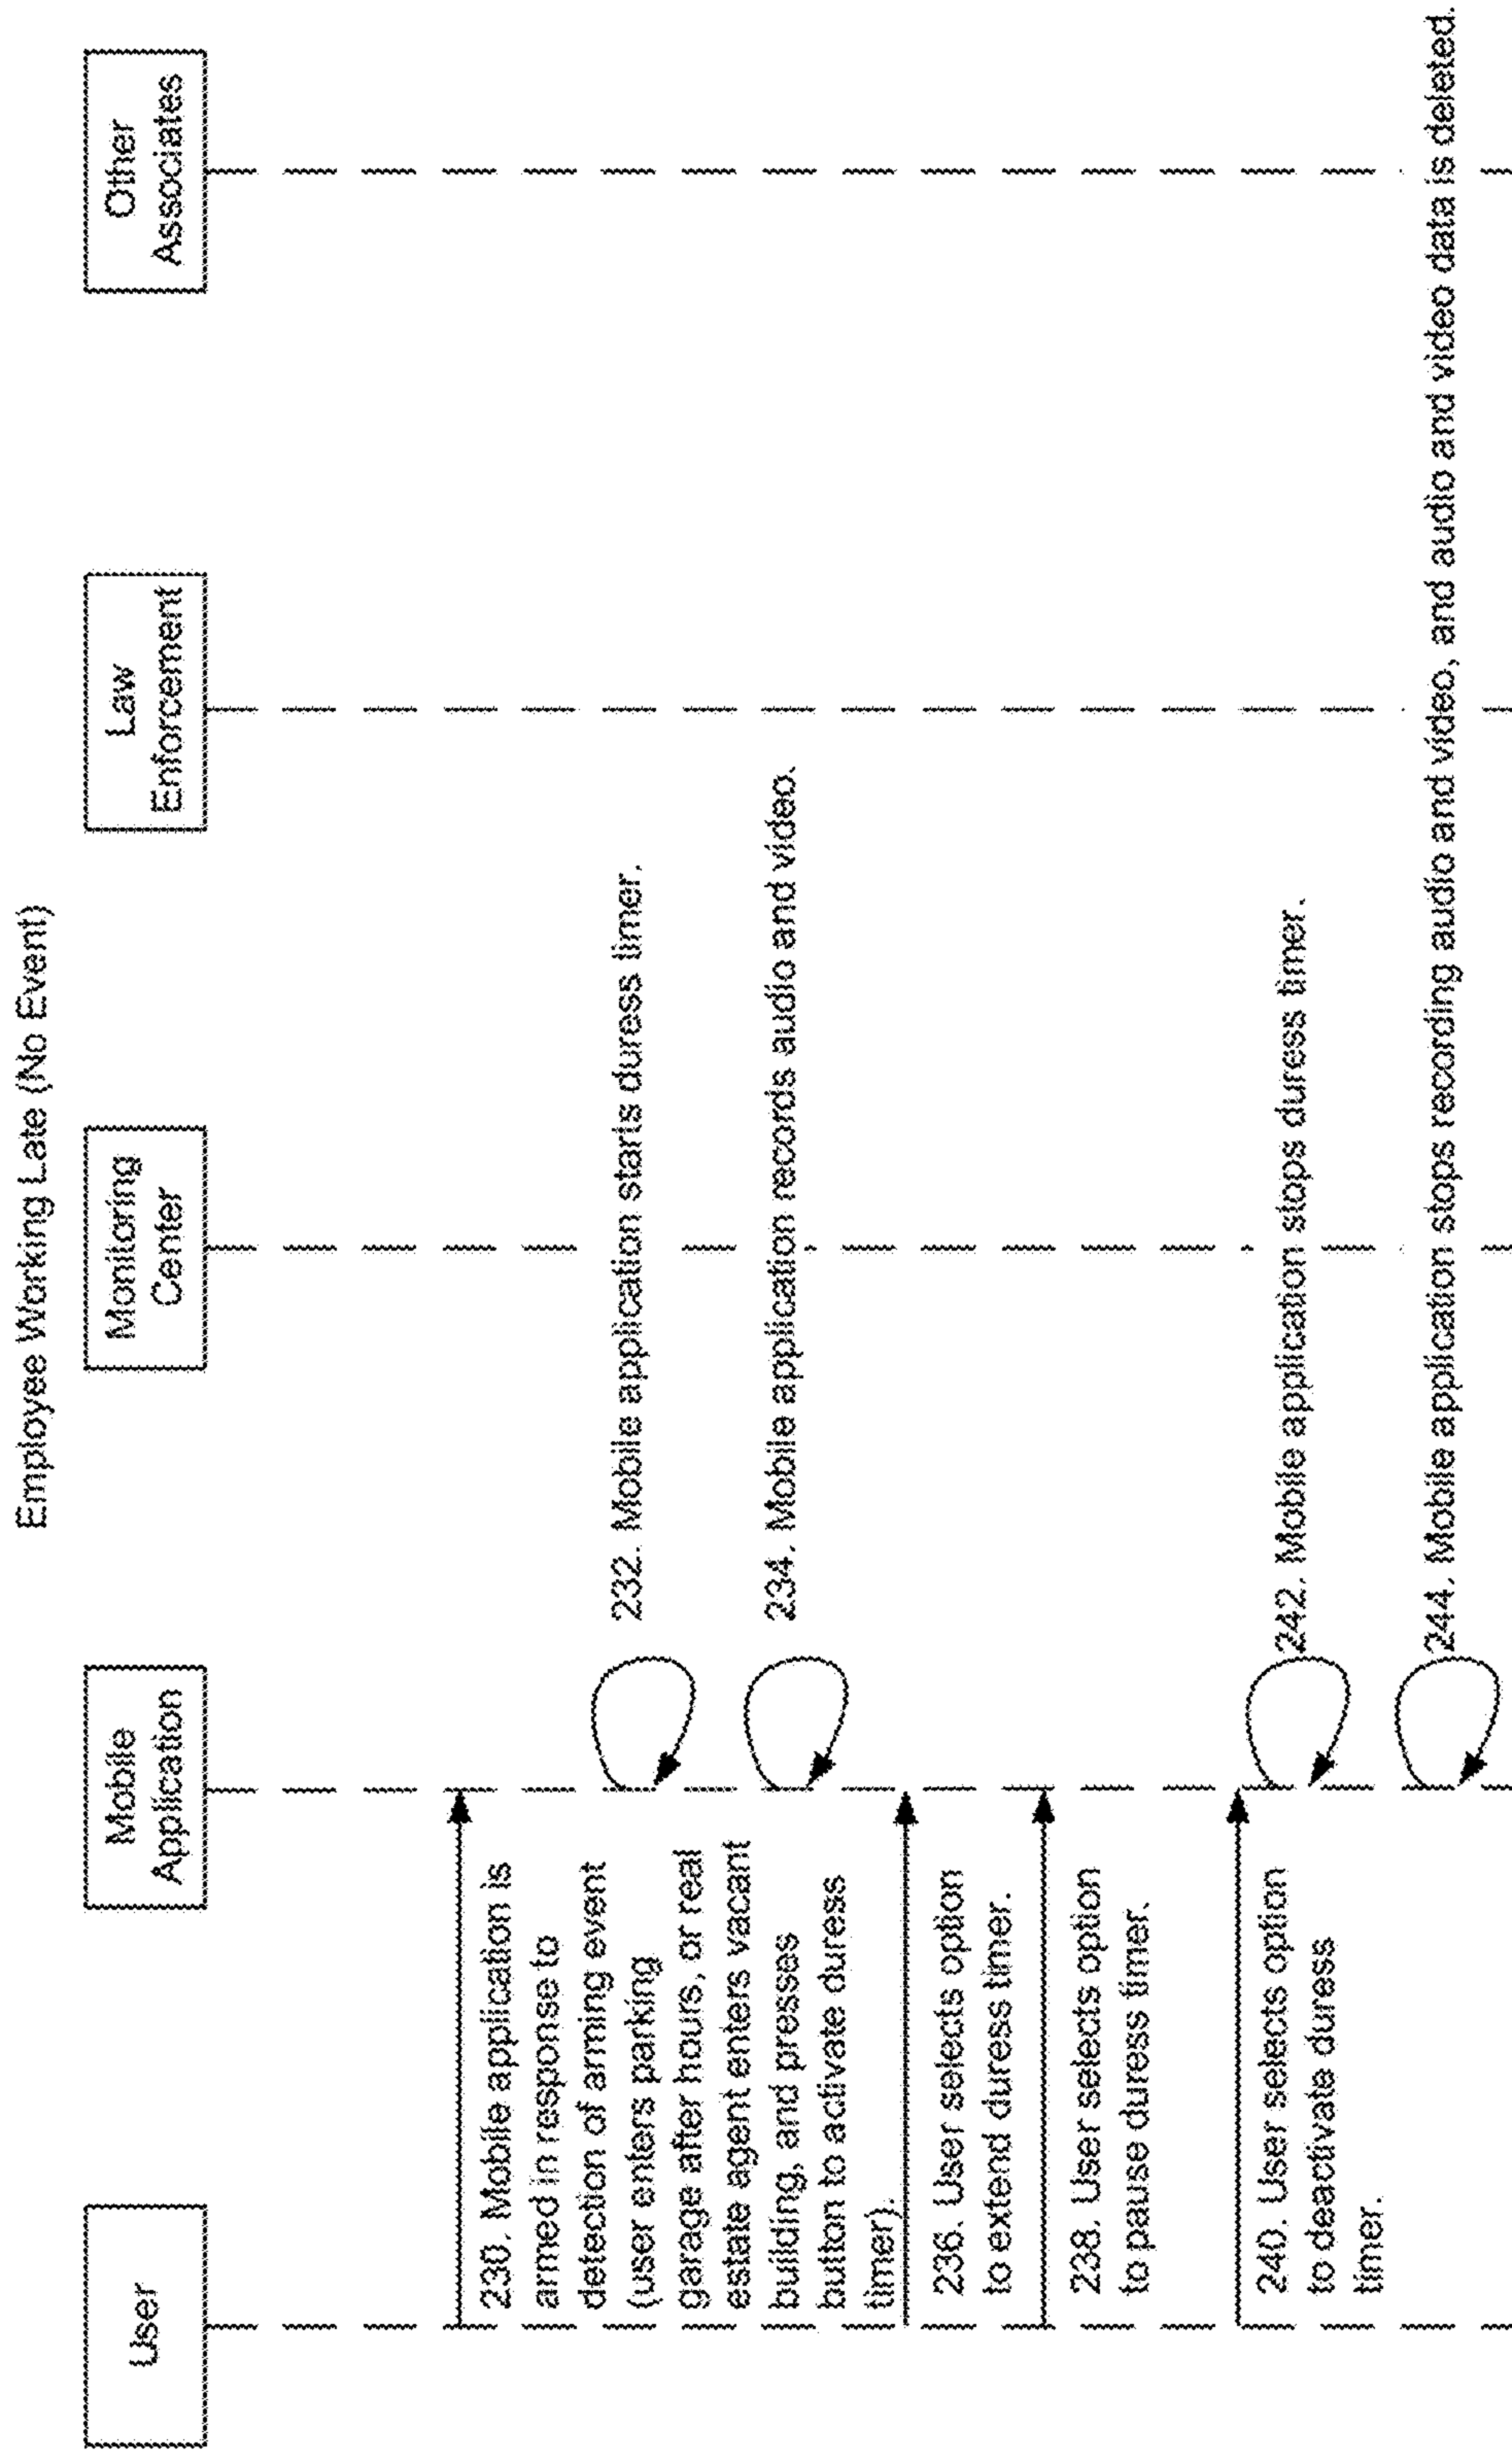 Employee Working Late (No Event)
User
Mobile
Application
Monitoring
Center
Law
Enforcement
Other
Associates
230. Mobile application is
armed in response to
detection of arming event
(user enters parking
garage after hours, or real
estate agent enters vacant
building, and presses
button to activate duress
timer).
232. Mobile application starts duress timer.
234. Mobile application records audio and video.
236. User selects option
to extend duress timer.
238. User selects option
to pause duress timer.
240. User selects option
to deactivate duress
timer.
242. Mobile application stops duress timer.
244. Mobile application stops recording audio and video, and audio and video data is deleted.